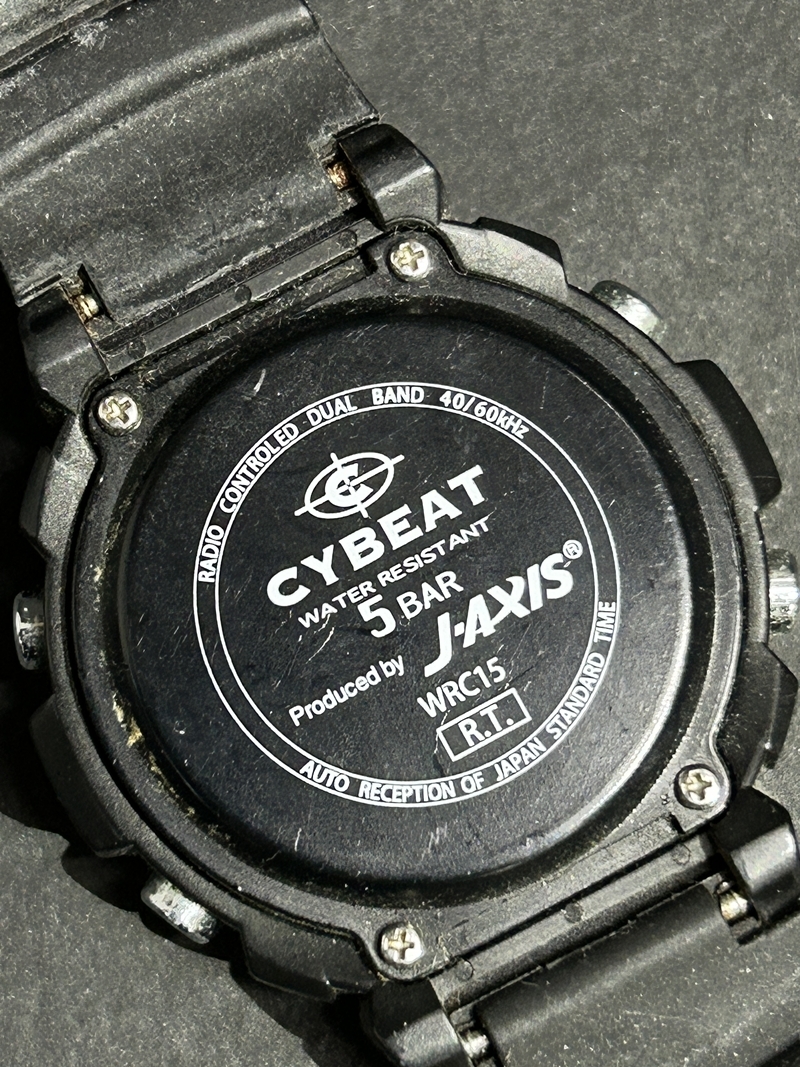 RADIO CONTROLED DUAL BAND 40/60kHz
C
CYBEAT
WATER RESISTANT
5 BAR
Produced by J-AXIS®
WRC15
R.T.
AUTO RECEPTION OF JAPAN STANDARD TIME